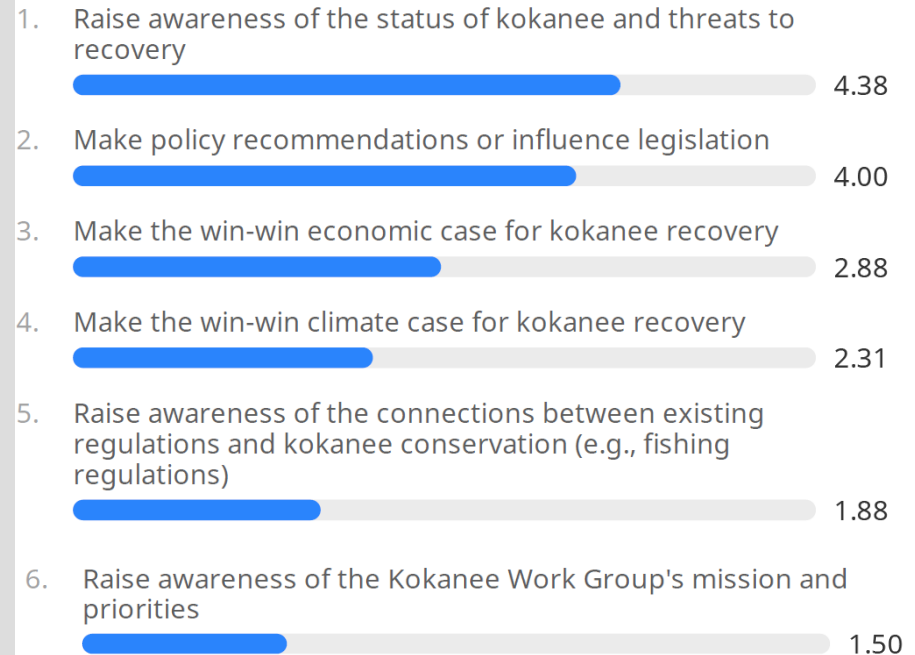 1. Raise awareness of the status of kokanee and threats to
recovery
4.38
2. Make policy recommendations or influence legislation
4.00
3. Make the win-win economic case for kokanee recovery
2.88
4. Make the win-win climate case for kokanee recovery
2.31
5. Raise awareness of the connections between existing
regulations and kokanee conservation (e.g., fishing
regulations)
1.88
6. Raise awareness of the Kokanee Work Group's mission and
priorities
1.50